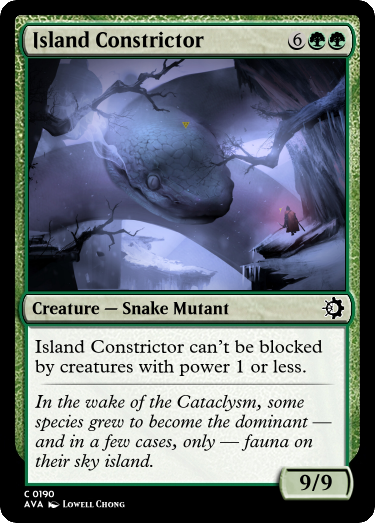 Island Constrictor 6
Creature — Snake Mutant
Island Constrictor can't be blocked
by creatures with power 1 or less.
In the wake of the Cataclysm, some
species grew to become the dominant —
and in a few cases, only — fauna on
their sky island.
9/9
C 0190
AVA Lowell Chong